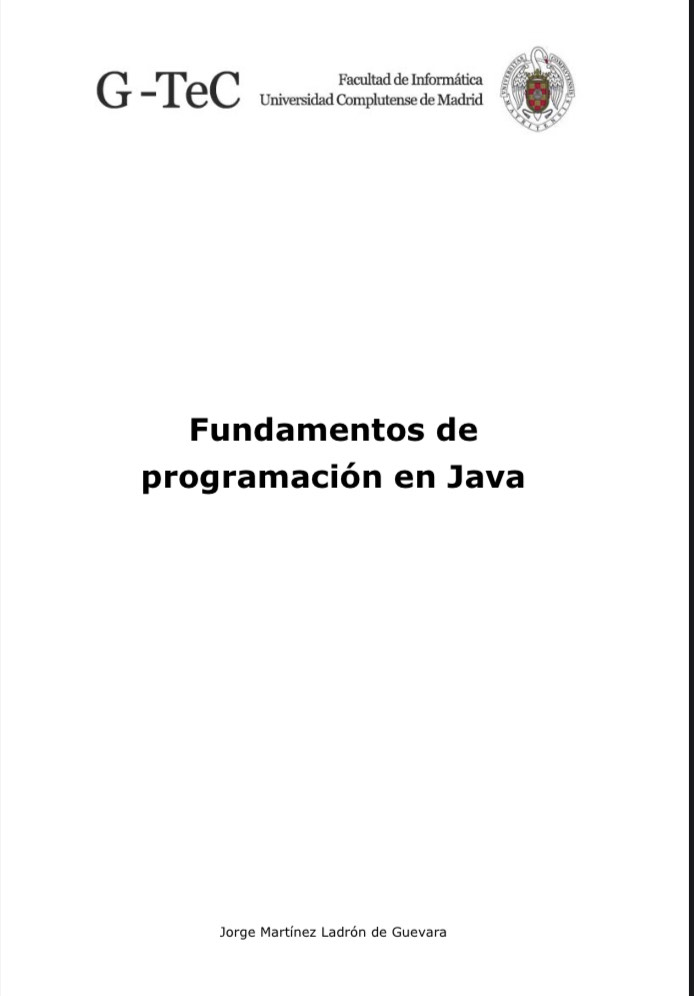 G-TeC
Facultad de Informática
Universidad Complutense de Madrid
Fundamentos de
programación en Java
Jorge Martínez Ladrón de Guevara